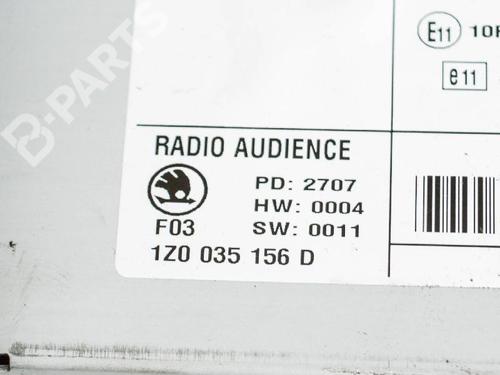 B-PARTS
E11 10R
e11
RADIO AUDIENCE
PD: 2707
HW: 0004
F03 SW: 0011
1Z0 035 156 D